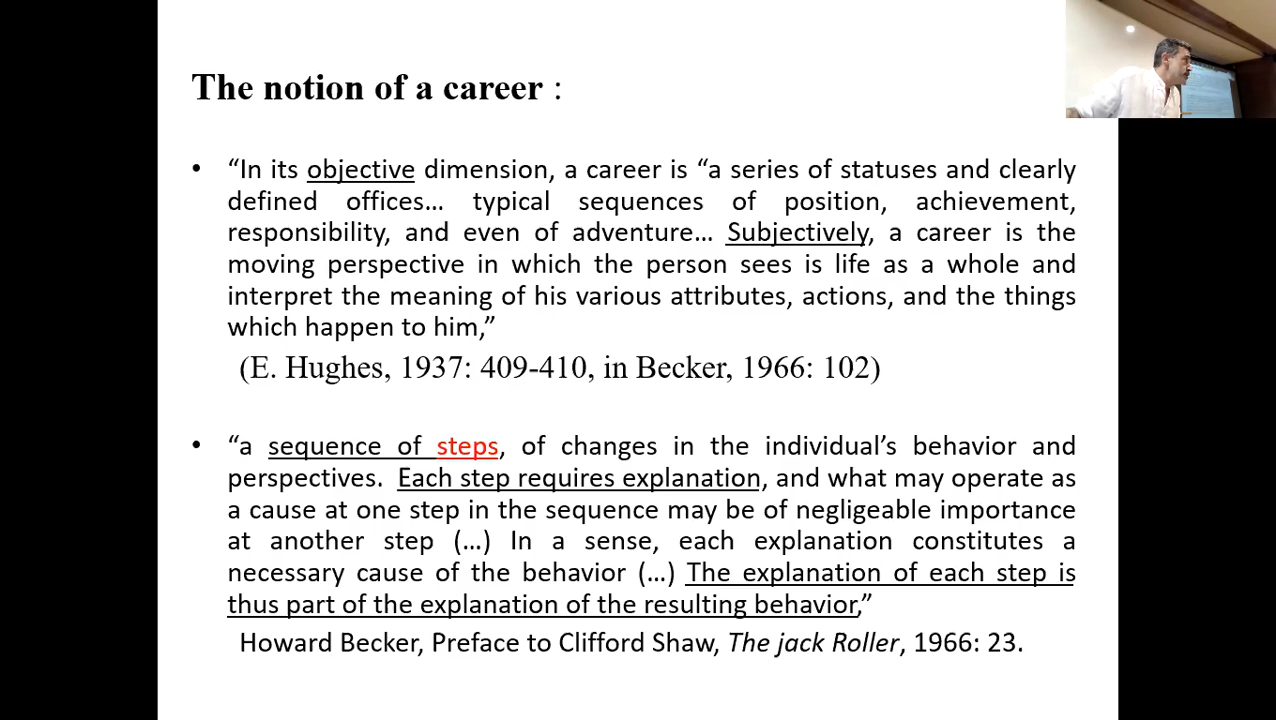 The notion of a career :
• “In its objective dimension, a career is “a series of statuses and clearly
defined offices… typical sequences of position, achievement,
responsibility, and even of adventure… Subjectively, a career is the
moving perspective in which the person sees is life as a whole and
interpret the meaning of his various attributes, actions, and the things
which happen to him,”
(E. Hughes, 1937: 409-410, in Becker, 1966: 102)
• “a sequence of steps, of changes in the individual’s behavior and
perspectives. Each step requires explanation, and what may operate as
a cause at one step in the sequence may be of negligeable importance
at another step (…) In a sense, each explanation constitutes a
necessary cause of the behavior (…) The explanation of each step is
thus part of the explanation of the resulting behavior,”
Howard Becker, Preface to Clifford Shaw, The jack Roller, 1966: 23.